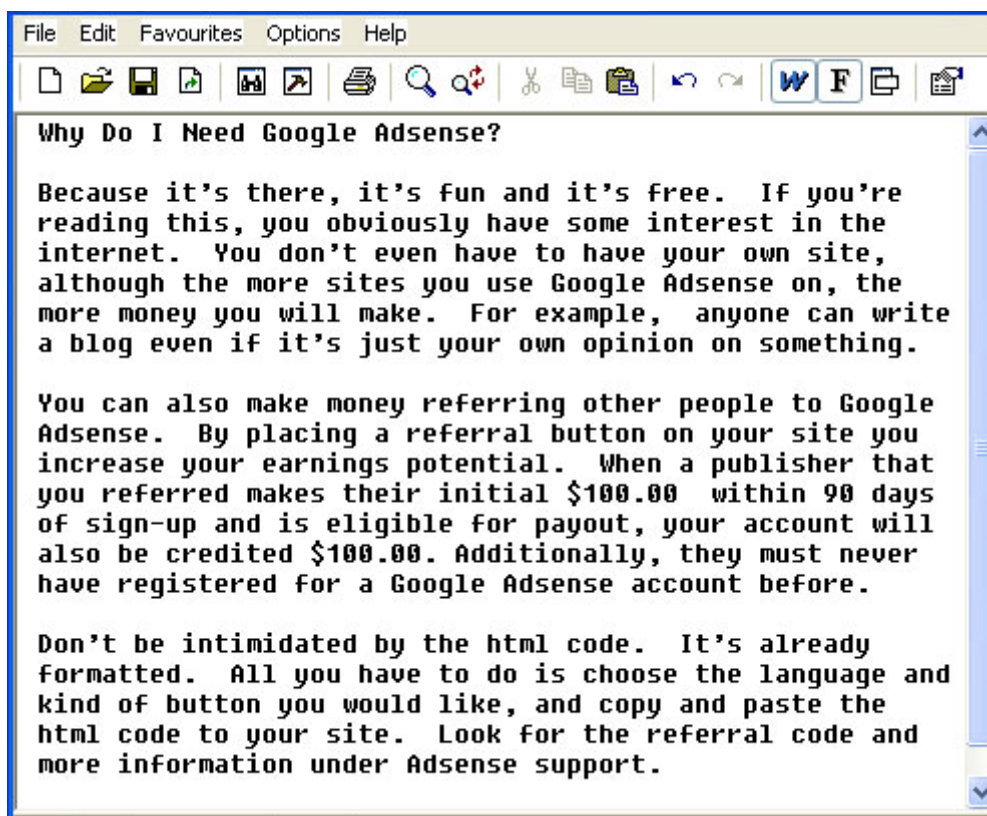 File Edit Favourites Options Help
W F
Why Do I Need Google Adsense?
Because it's there, it's fun and it's free.  If you're
reading this, you obviously have some interest in the
internet.  You don't even have to have your own site,
although the more sites you use Google Adsense on, the
more money you will make.  For example,  anyone can write
a blog even if it's just your own opinion on something.
You can also make money referring other people to Google
Adsense.  By placing a referral button on your site you
increase your earnings potential.  When a publisher that
you referred makes their initial $100.00  within 90 days
of sign-up and is eligible for payout, your account will
also be credited $100.00. Additionally, they must never
have registered for a Google Adsense account before.
Don't be intimidated by the html code.  It's already
formatted.  All you have to do is choose the language and
kind of button you would like, and copy and paste the
html code to your site.  Look for the referral code and
more information under Adsense support.